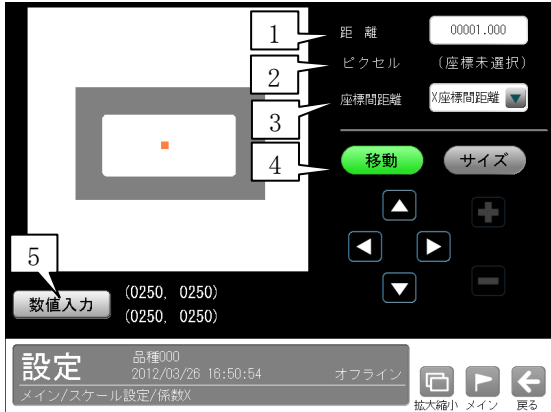 1
距 離
00001.000
2
ピクセル
(座標未選択)
3
座標間距離
X座標間距離
4
移動
サイズ
5
数値入力
(0250, 0250)
(0250, 0250)
設定
品種000
2012/03/26 16:50:54
オフライン
メイン/スケール設定/係数X
拡大縮小
メイン
戻る